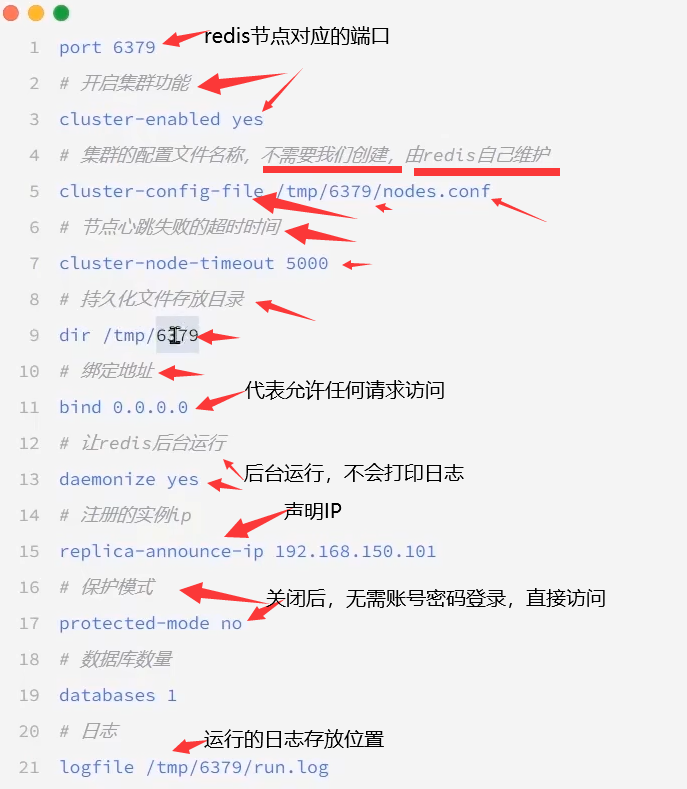 1 port 6379 redis节点对应的端口
2 # 开启集群功能
3 cluster-enabled yes
4 # 集群的配置文件名称，不需要我们创建，由redis自己维护
5 cluster-config-file /tmp/6379/nodes.conf
6 # 节点心跳失败的超时时间
7 cluster-node-timeout 5000
8 # 持久化文件存放目录
9 dir /tmp/6379
10 # 绑定地址
11 bind 0.0.0.0 代表允许任何请求访问
12 # 让redis后台运行
13 daemonize yes 后台运行，不会打印日志
14 # 注册的实例ip 声明IP
15 replica-announce-ip 192.168.150.101
16 # 保护模式 关闭后，无需账号密码登录，直接访问
17 protected-mode no
18 # 数据库数量
19 databases 1
20 # 日志 运行的日志存放位置
21 logfile /tmp/6379/run.log